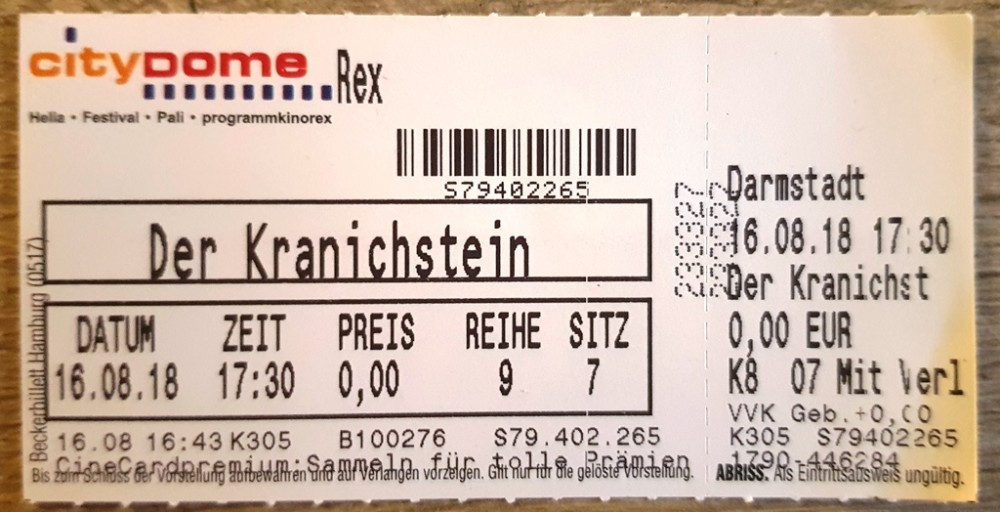 citydome Rex
Helia • Festival • Pali • programmkinorex
S79402265
Der Kranichstein
DATUM ZEIT PREIS REIHE SITZ
16.08.18 17:30 0,00 9 7
16.08 16:43 K305 B100276 S79.402.265
CineCardpremium:Sammeln für tolle Prämien
Bis zum Schluss der Vorstellung aufbewahren und auf Verlangen vorzeigen. Gilt nur für die gelöste Vorstellung.
Beckerbillett Hamburg (0517)
Darmstadt
16.08.18 17:30
Der Kranichst
0,00 EUR
K8 07 Mit Verl
VVK Geb.+0,00
K305 S79402265
1790-446284
ABRISS. Als Eintrittsausweis ungültig.